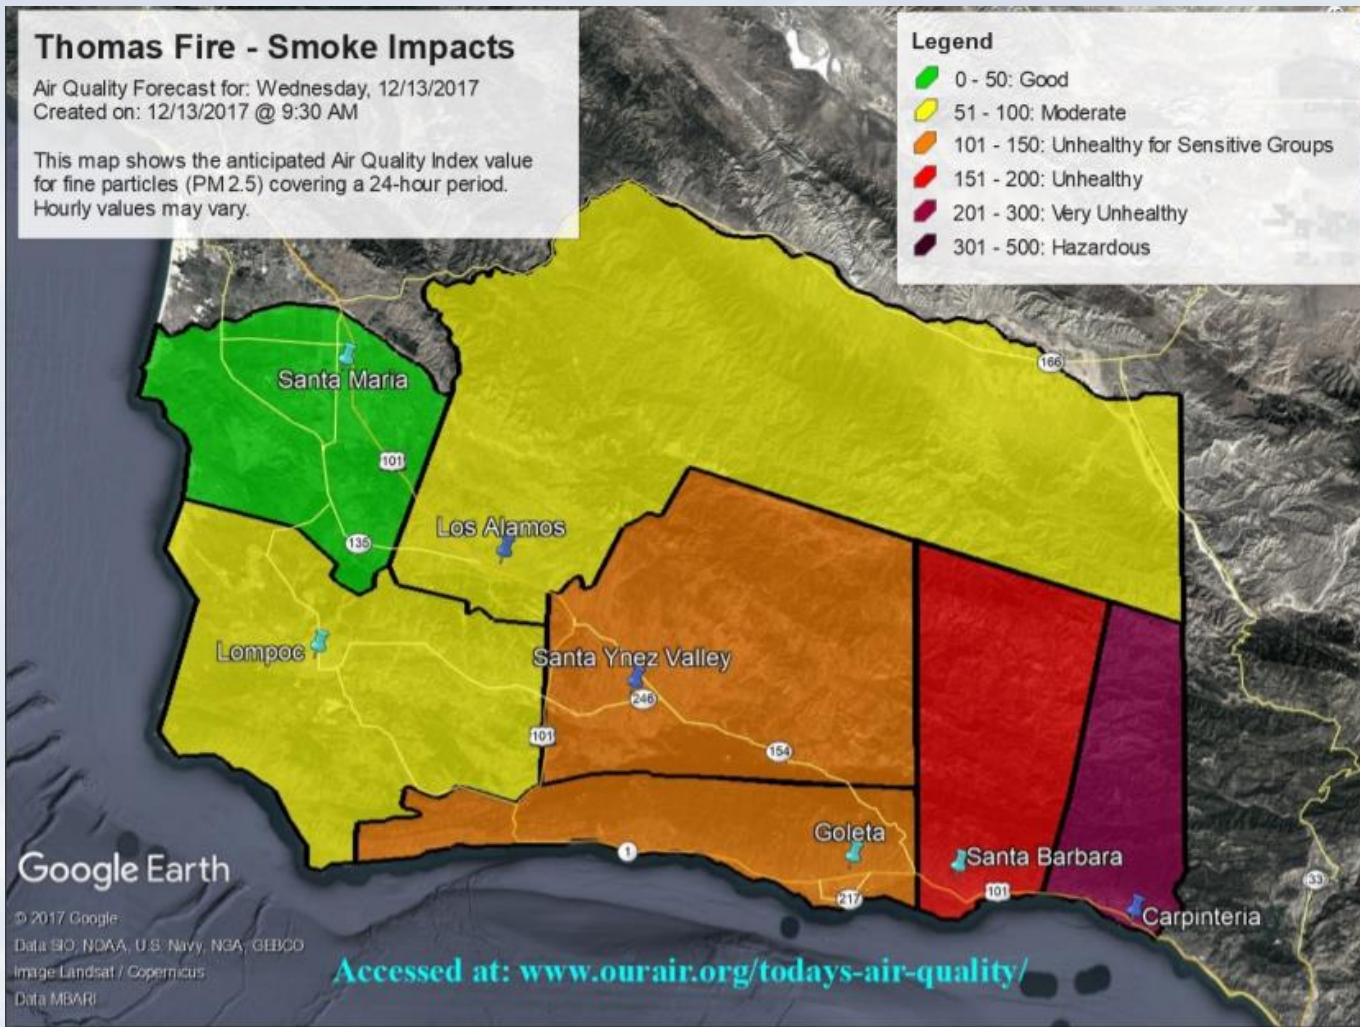 Thomas Fire - Smoke Impacts
Air Quality Forecast for: Wednesday, 12/13/2017
Created on: 12/13/2017 @ 9:30 AM
This map shows the anticipated Air Quality Index value
for fine particles (PM 2.5) covering a 24-hour period.
Hourly values may vary.
Legend
0 - 50: Good
51 - 100: Moderate
101 - 150: Unhealthy for Sensitive Groups
151 - 200: Unhealthy
201 - 300: Very Unhealthy
301 - 500: Hazardous
166
Santa Maria
101
Los Alamos
135
Lompoc
Santa Ynez Valley
246
101
154
Goleta
1
Santa Barbara
217
101
33
Carpinteria
Google Earth
© 2017 Google
Data SIO, NOAA, U.S. Navy, NGA, GEBCO
Image Landsat / Copernicus
Data MBARI
Accessed at: www.ourair.org/todays-air-quality/